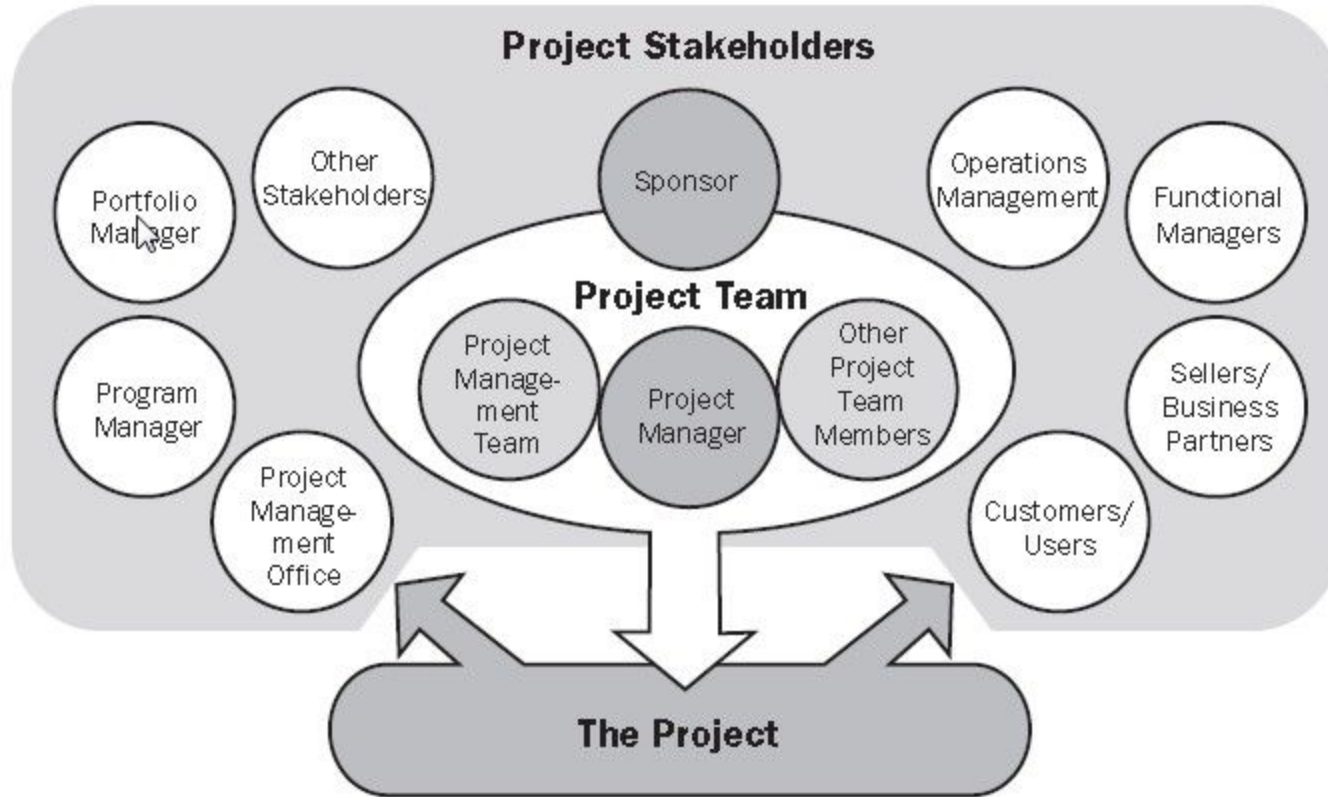 Project Stakeholders
Portfolio
Manager
Other
Stakeholders
Sponsor
Operations
Management
Functional
Managers
Project Team
Program
Manager
Project
Manage-
ment
Team
Project
Manager
Other
Project
Team
Members
Sellers/
Business
Partners
Project
Manage-
ment
Office
Customers/
Users
The Project